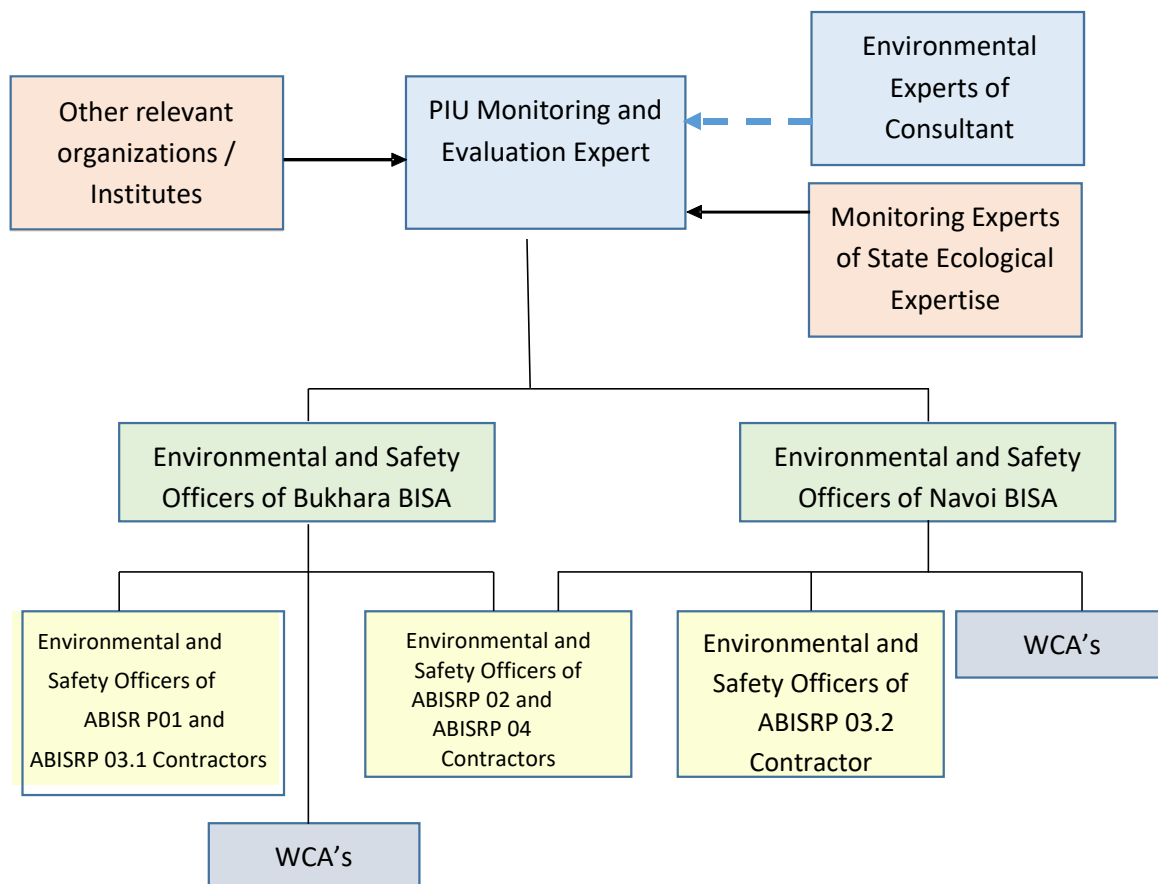 Environmental
Experts of
Consultant
Other relevant
organizations /
Institutes
PIU Monitoring and
Evaluation Expert
Monitoring Experts
of State Ecological
Expertise
Environmental and Safety
Officers of Bukhara BISA
Environmental and Safety
Officers of Navoi BISA
Environmental and
Safety Officers of
ABISR P01 and
ABISRP 03.1 Contractors
Environmental and
Safety Officers of
ABISRP 02 and
ABISRP 04
Contractors
Environmental and
Safety Officers of
ABISRP 03.2
Contractor
WCA’s
WCA’s